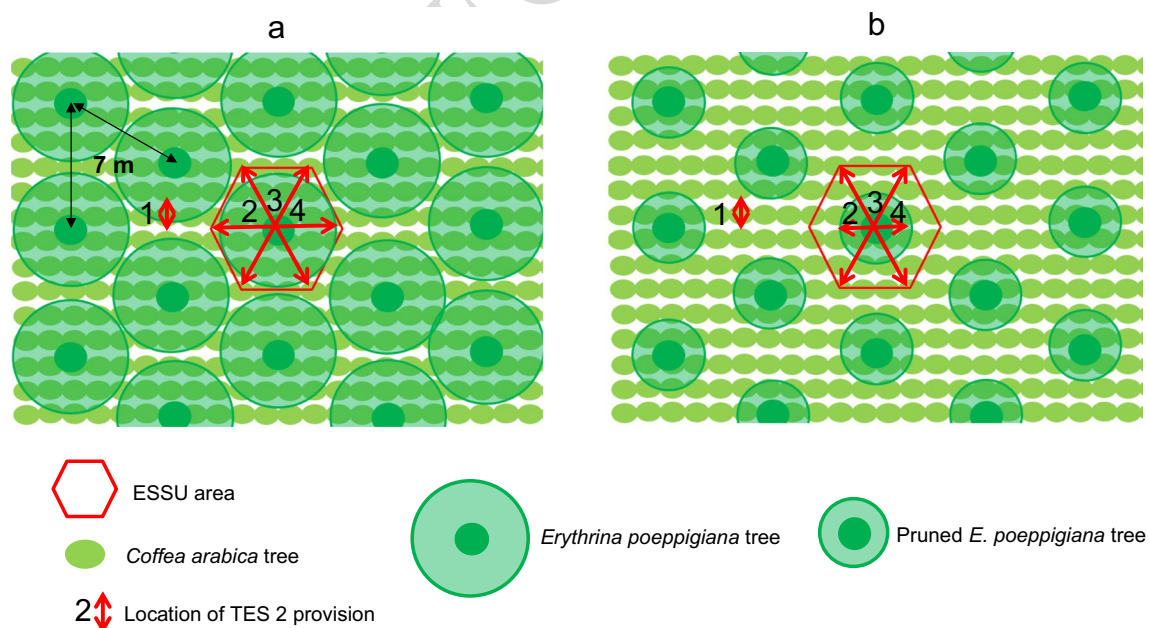 a
b
7 m
1
2
3
4
1
2
3
4
ESSU area
Coffea arabica tree
2 Location of TES 2 provision
Erythrina poeppigiana tree
Pruned E. poeppigiana tree